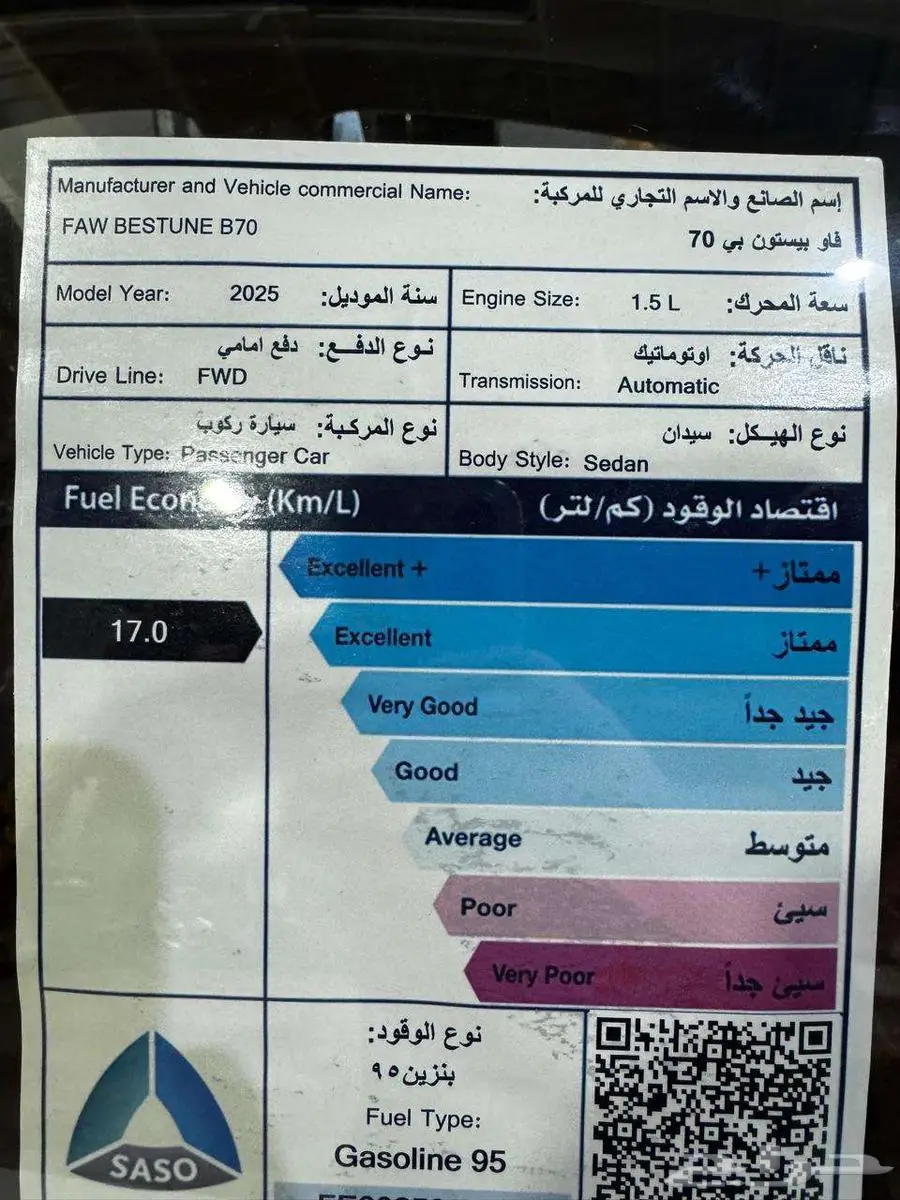 Manufacturer and Vehicle commercial Name: إسم الصانع والاسم التجاري للمركبة:
FAW BESTUNE B70 فاو بيستون بي 70
Model Year: 2025 سنة الموديل:
Engine Size: 1.5 L سعة المحرك:
نوع الدفع: دفع امامي
Drive Line: FWD
ناقل الحركة: اوتوماتيك
Transmission: Automatic
نوع المركبة: سيارة ركوب
Vehicle Type: Passenger Car
نوع الهيكل: سيدان
Body Style: Sedan
Fuel Economy (Km/L) اقتصاد الوقود (كم/لتر)
Excellent + ممتاز+
17.0
Excellent ممتاز
Very Good جيد جداً
Good جيد
Average متوسط
Poor سيئ
Very Poor سيئ جداً
نوع الوقود:
بنزين ٩٥
Fuel Type:
Gasoline 95
SASO